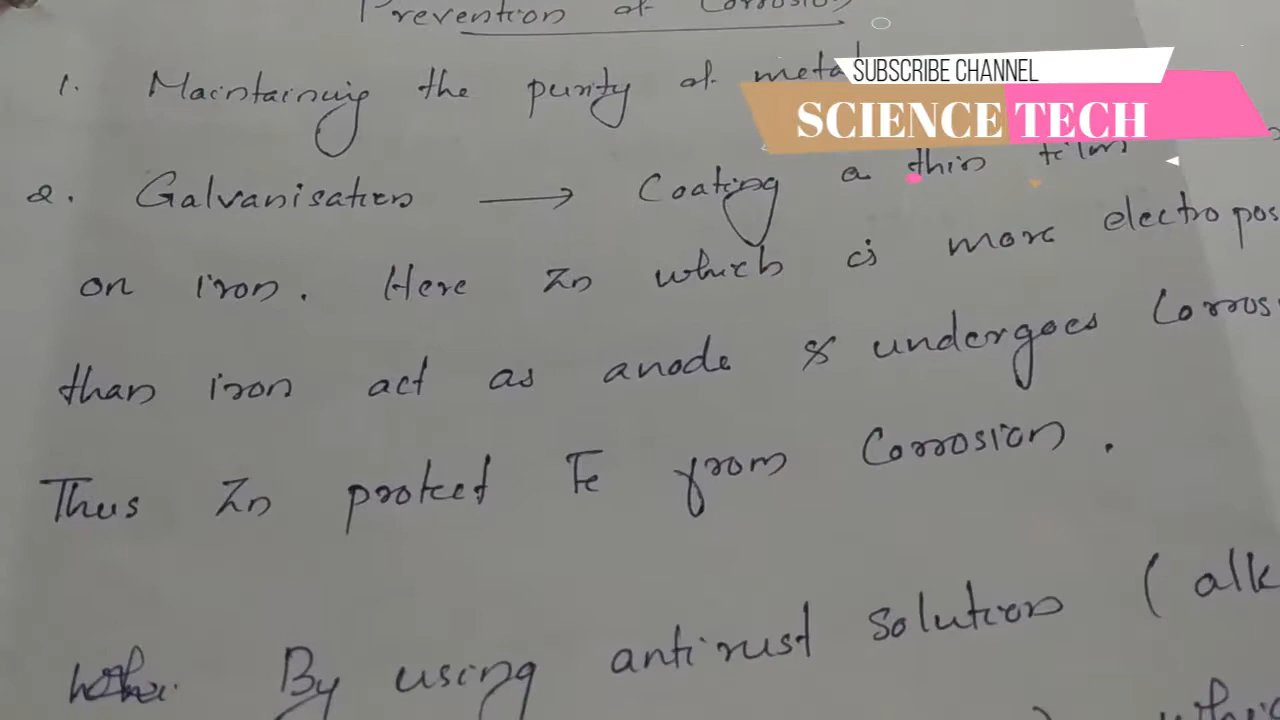 Prevention of Corrosion
1. Maintaining the purity of metal
SUBSCRIBE CHANNEL
SCIENCE TECH
2. Galvanisation → Coating a thin film
on iron. Here Zn which is more electropos
than iron act as anode & undergoes Corros
Thus Zn protect Fe from Corrosion.
By using antirust solution ( alk